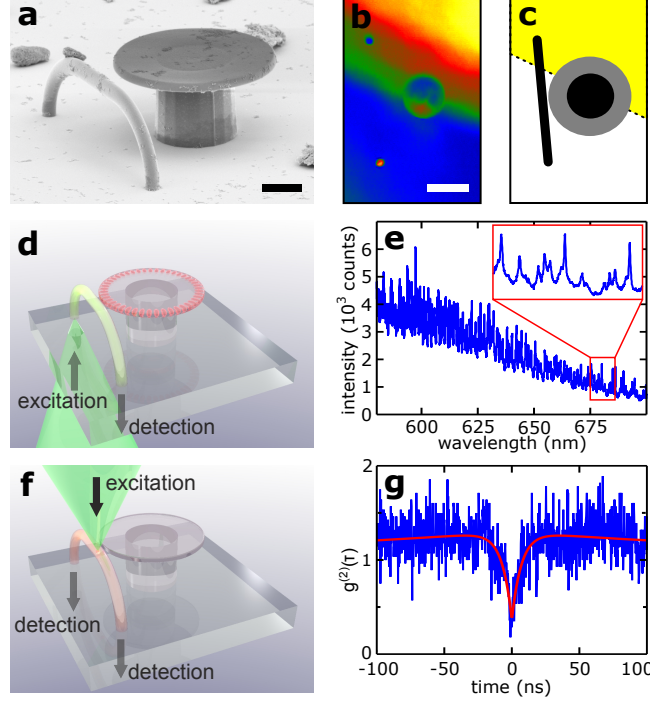 a
b
c
d
excitation
detection
e
intensity (10³ counts)
6
5
4
3
2
1
0
600
625
650
675
wavelength (nm)
f
excitation
detection
detection
g
g⁽²⁾(τ)
2
1
0
-100
-50
0
50
100
time (ns)